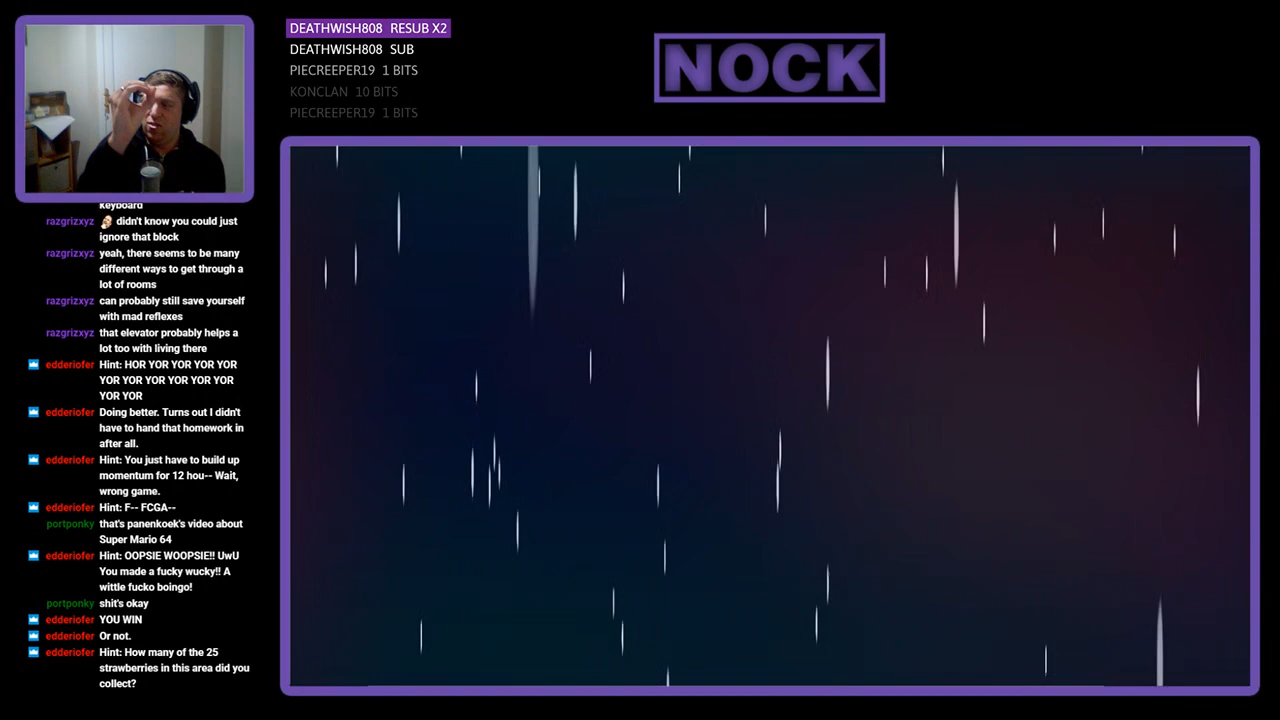 DEATHWISH808 RESUB X2
DEATHWISH808 SUB
PIECREEPER19 1 BITS
KONCLAN 10 BITS
PIECREEPER19 1 BITS
NOCK
keyboard
razgrizxyz didn't know you could just
ignore that block
razgrizxyz yeah, there seems to be many
different ways to get through a
lot of rooms
razgrizxyz can probably still save yourself
with mad reflexes
razgrizxyz that elevator probably helps a
lot too with living there
edderiofer Hint: HOR YOR YOR YOR YOR
YOR YOR YOR YOR YOR YOR
YOR YOR
edderiofer Doing better. Turns out I didn't
have to hand that homework in
after all.
edderiofer Hint: You just have to build up
momentum for 12 hou-- Wait,
wrong game.
edderiofer Hint: F-- FCGA--
portponky that's panenkoek's video about
Super Mario 64
edderiofer Hint: OOPSIE WOOPSIE!! UwU
You made a fucky wucky!! A
wittle fucko boingo!
portponky shit's okay
edderiofer YOU WIN
edderiofer Or not.
edderiofer Hint: How many of the 25
strawberries in this area did you
collect?